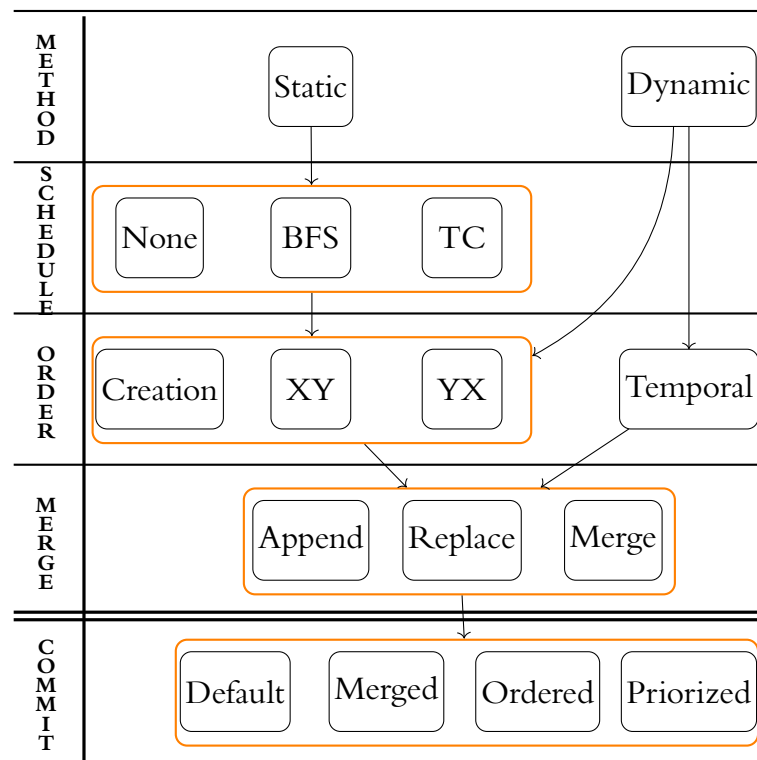 METHOD
Static
Dynamic
SCHEDULE
None
BFS
TC
ORDER
Creation
XY
YX
Temporal
MERGE
Append
Replace
Merge
COMMIT
Default
Merged
Ordered
Priorized